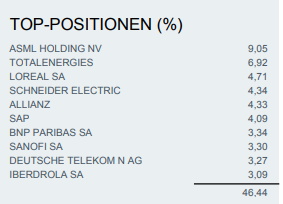 TOP-POSITIONEN (%)
ASML HOLDING NV 9,05
TOTALENERGIES 6,92
LOREAL SA 4,71
SCHNEIDER ELECTRIC 4,34
ALLIANZ 4,33
SAP 4,09
BNP PARIBAS SA 3,34
SANOFI SA 3,30
DEUTSCHE TELEKOM N AG 3,27
IBERDROLA SA 3,09
46,44